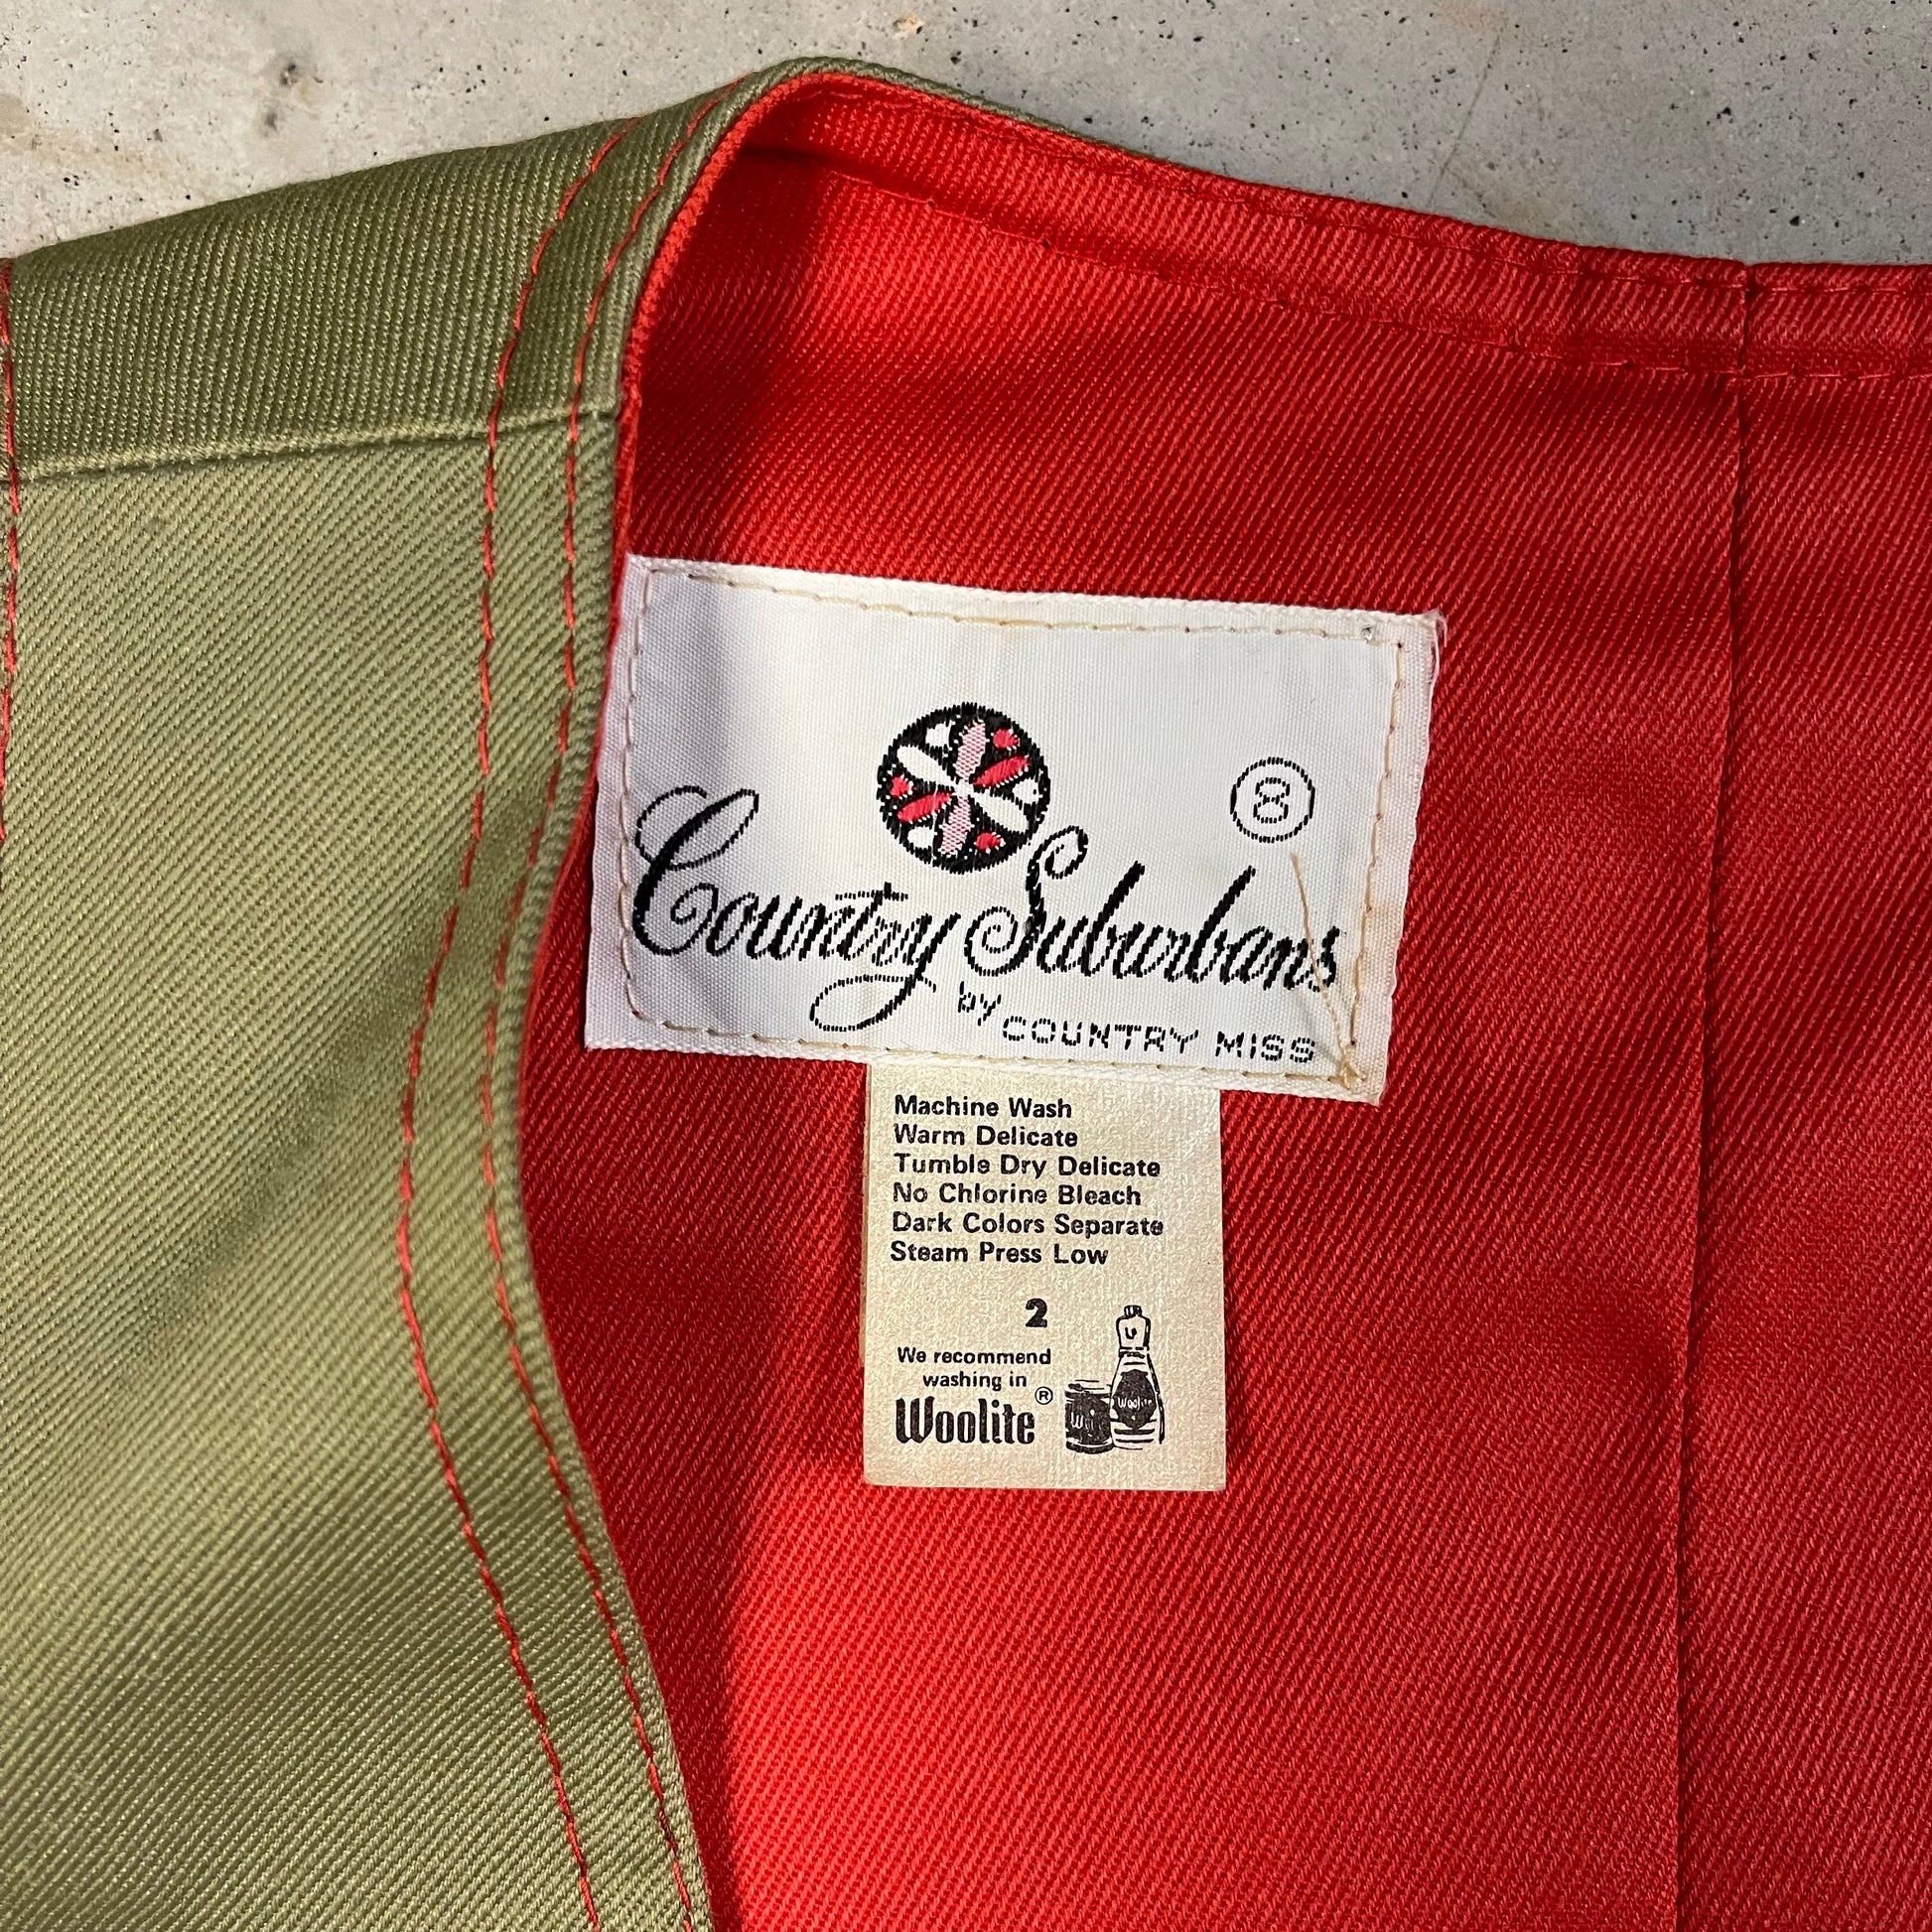 8
Country Suburbans
by COUNTRY MISS
Machine Wash
Warm Delicate
Tumble Dry Delicate
No Chlorine Bleach
Dark Colors Separate
Steam Press Low
2
We recommend
washing in
Woolite®
Woolite